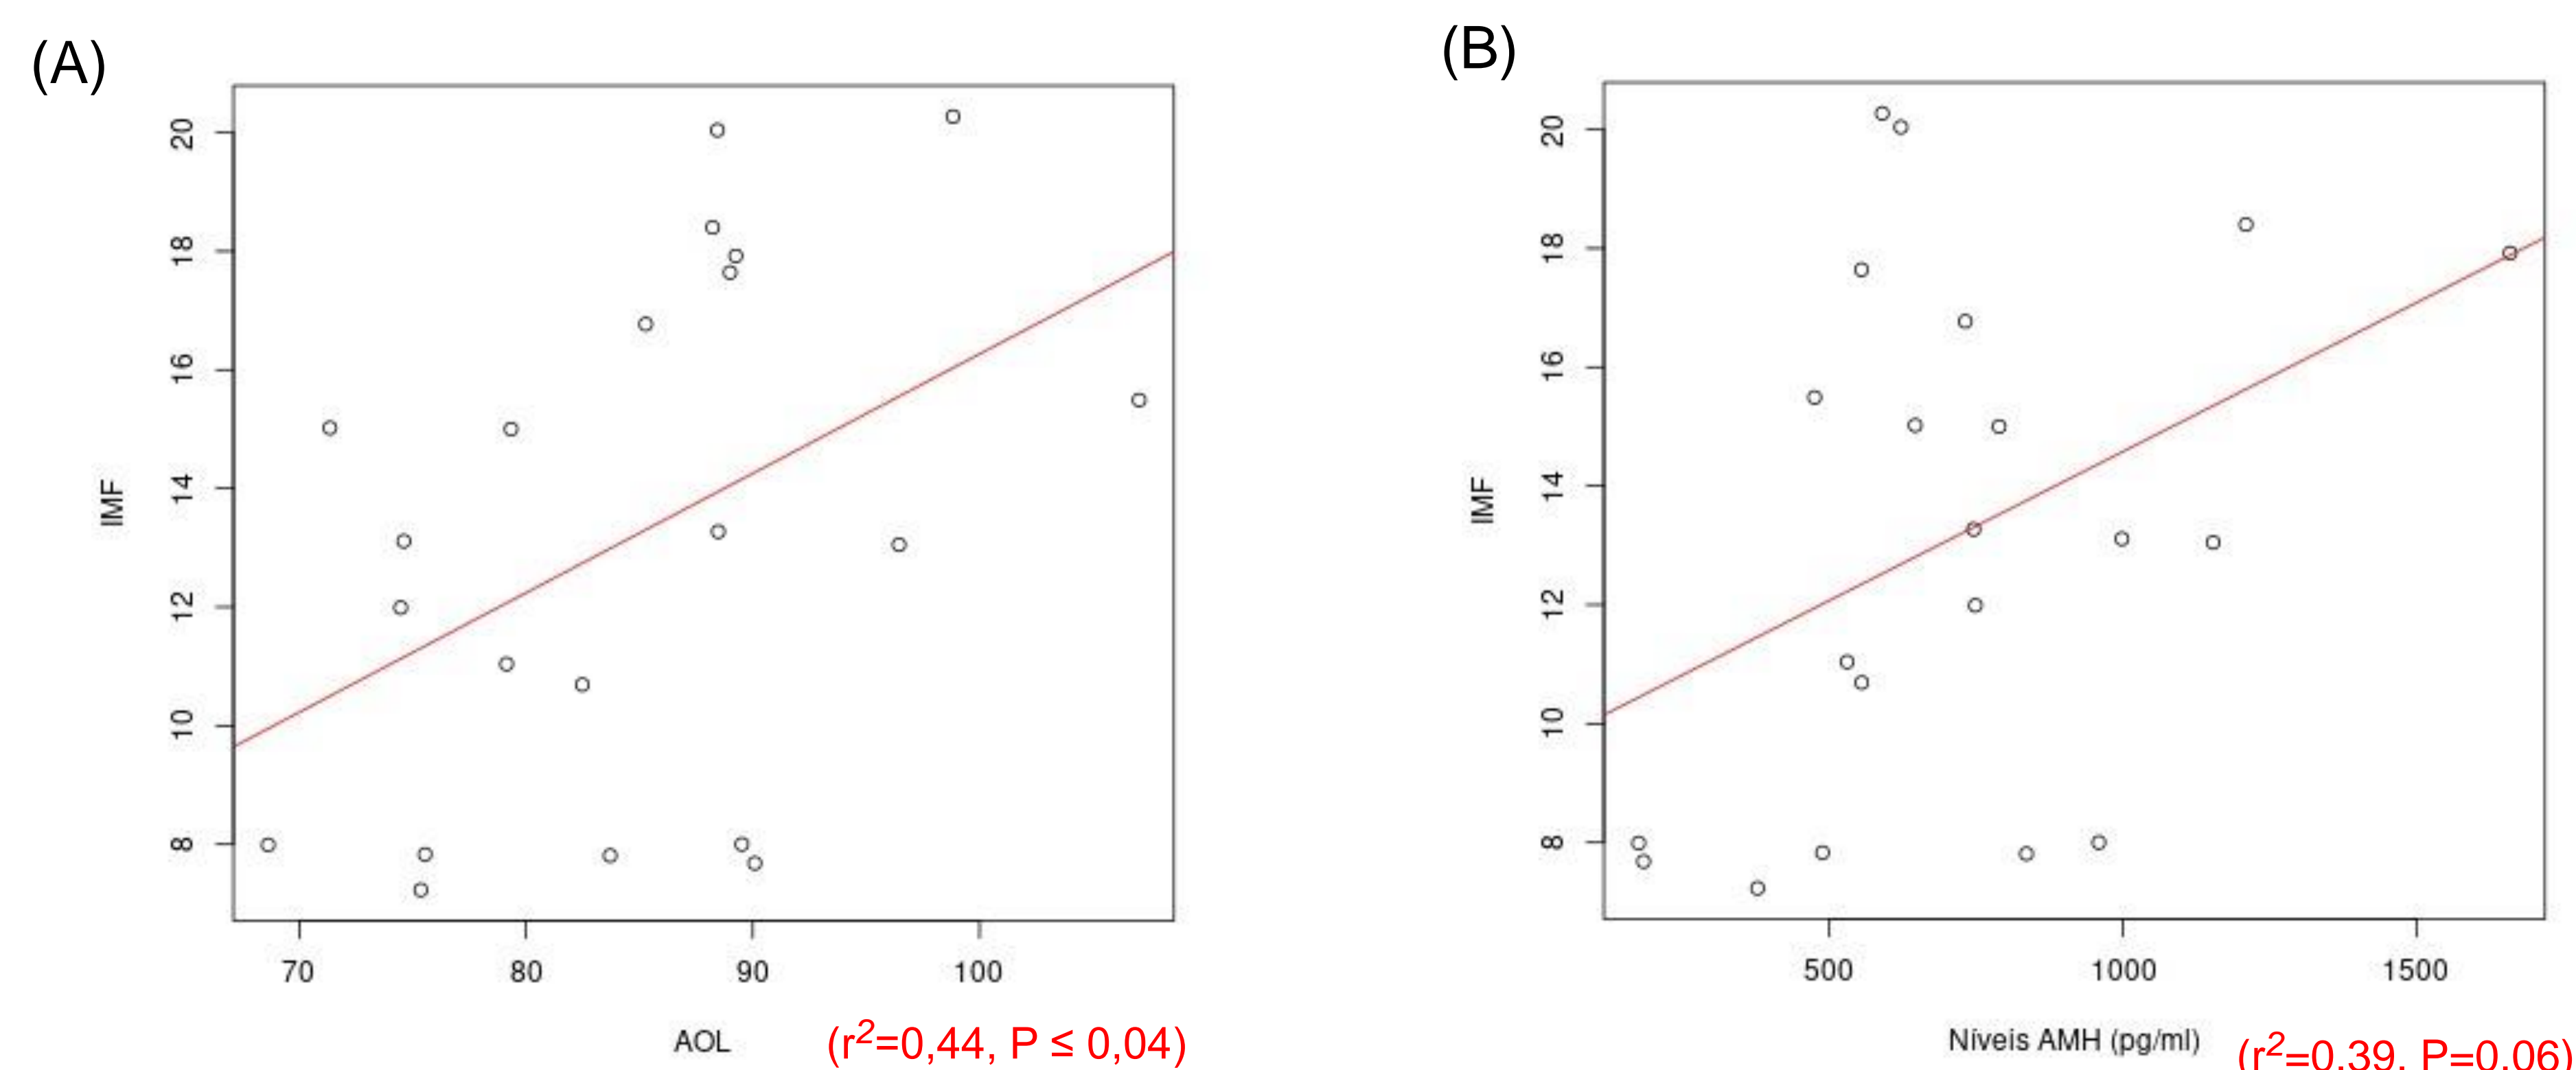 (A)
20
18
16
14
12
10
8
IMF
70 80 90 100
AOL (r²=0,44, P ≤ 0,04)
(B)
20
18
16
14
12
10
8
IMF
500 1000 1500
Níveis AMH (pg/ml) (r²=0.39. P=0.06)